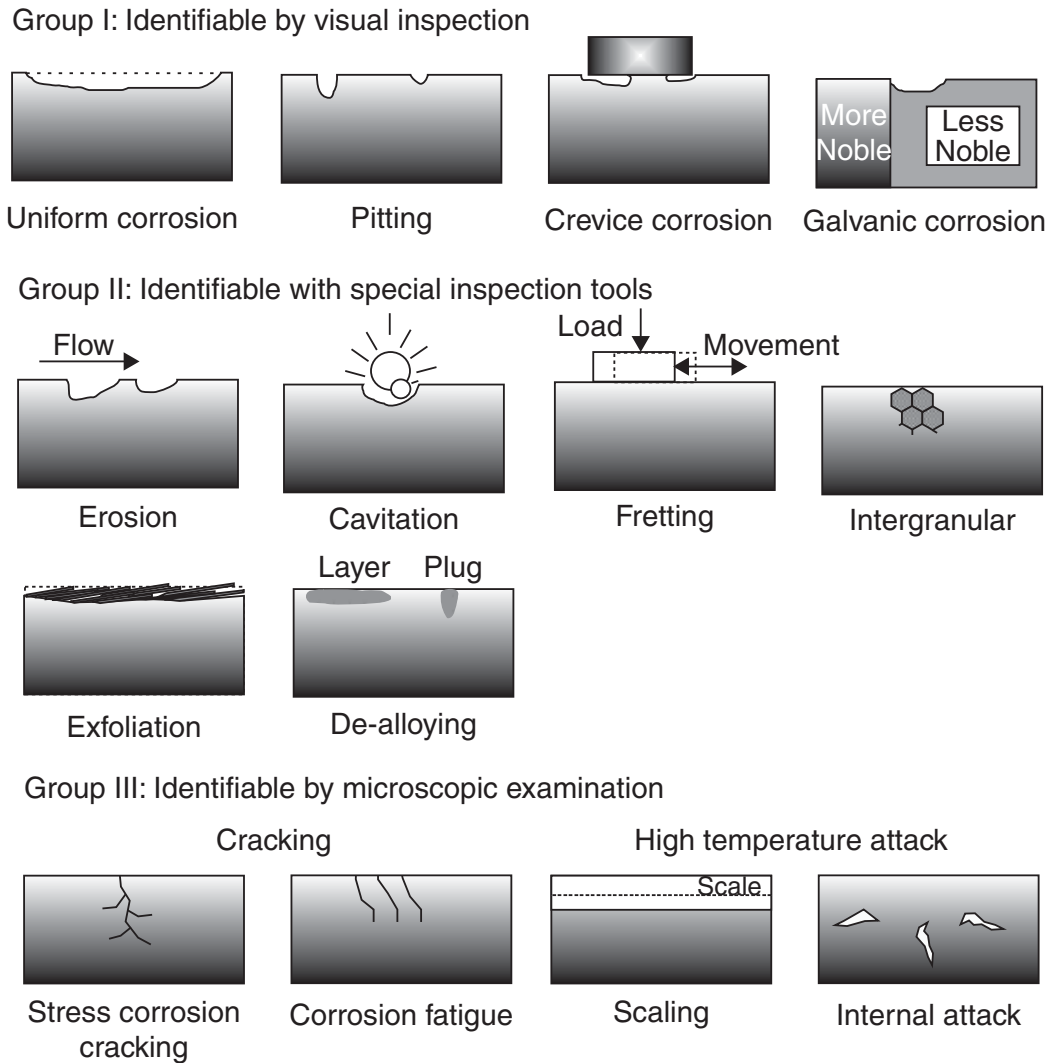 Group I: Identifiable by visual inspection
More
Noble
Less
Noble
Uniform corrosion
Pitting
Crevice corrosion
Galvanic corrosion
Group II: Identifiable with special inspection tools
Flow
Load
Movement
Erosion
Cavitation
Fretting
Intergranular
Layer
Plug
Exfoliation
De-alloying
Group III: Identifiable by microscopic examination
Cracking
High temperature attack
Scale
Stress corrosion
cracking
Corrosion fatigue
Scaling
Internal attack